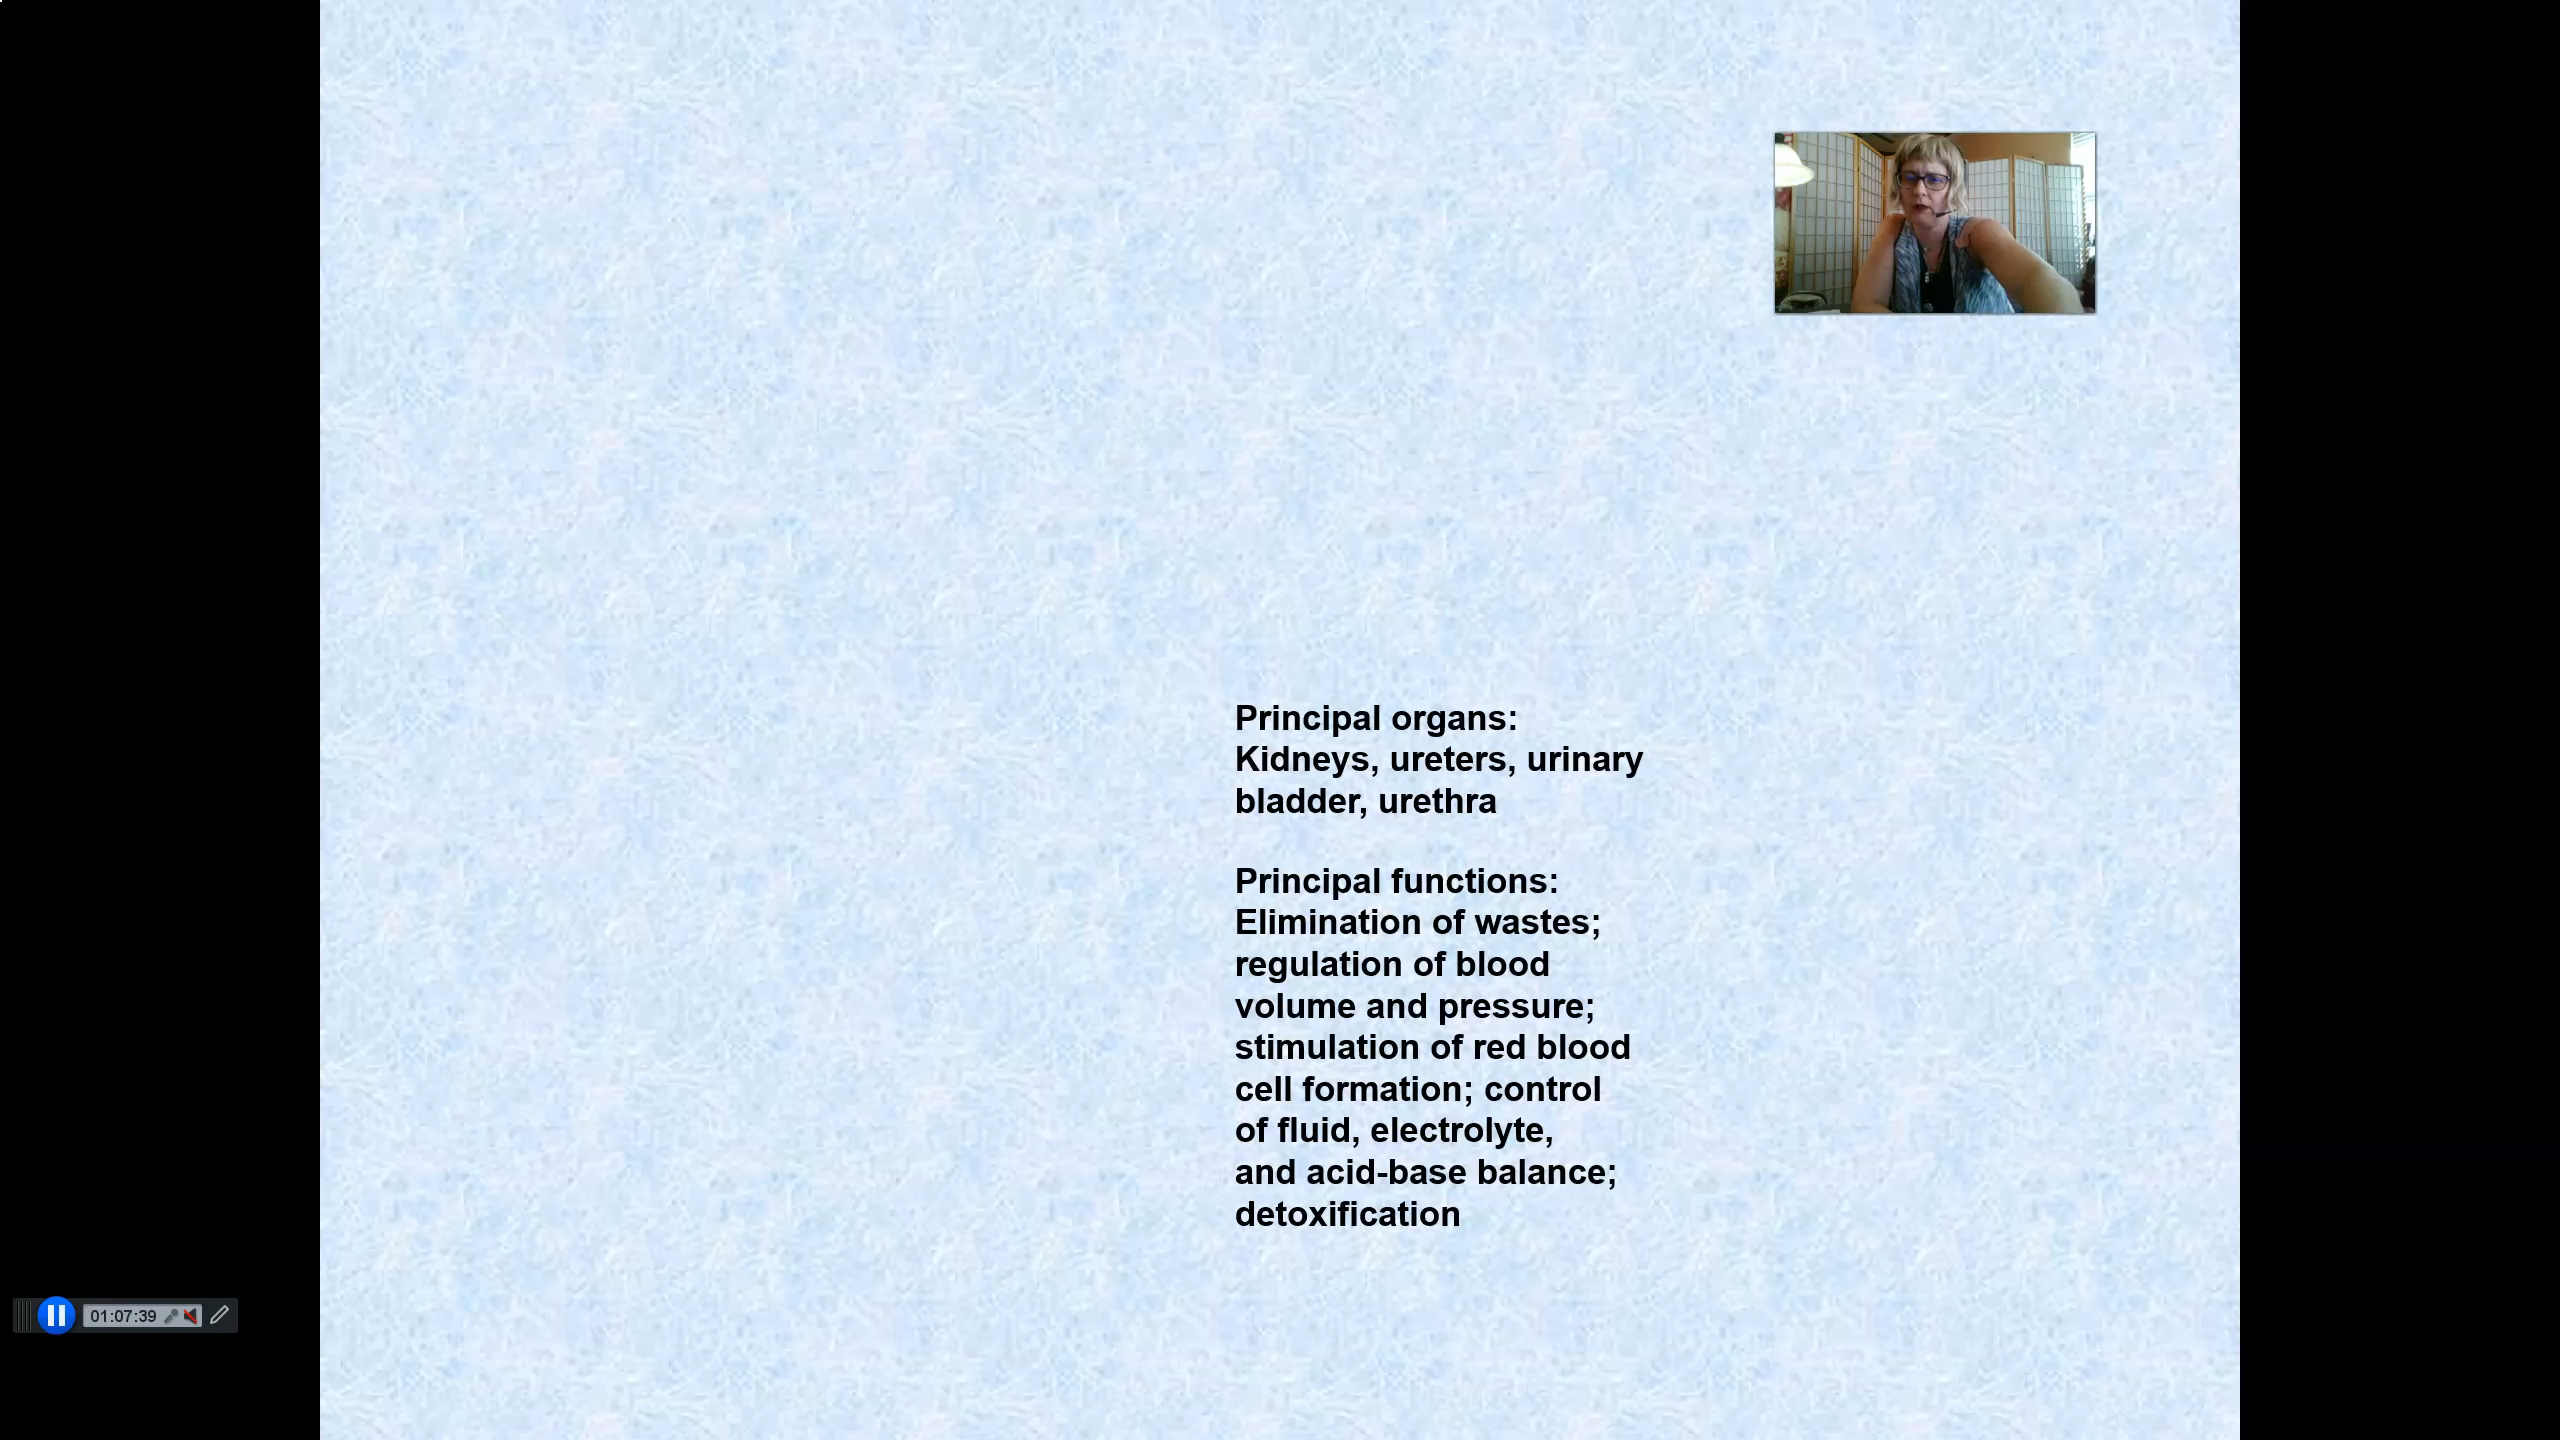 Principal organs:
Kidneys, ureters, urinary
bladder, urethra
Principal functions:
Elimination of wastes;
regulation of blood
volume and pressure;
stimulation of red blood
cell formation; control
of fluid, electrolyte,
and acid-base balance;
detoxification
01:07:39